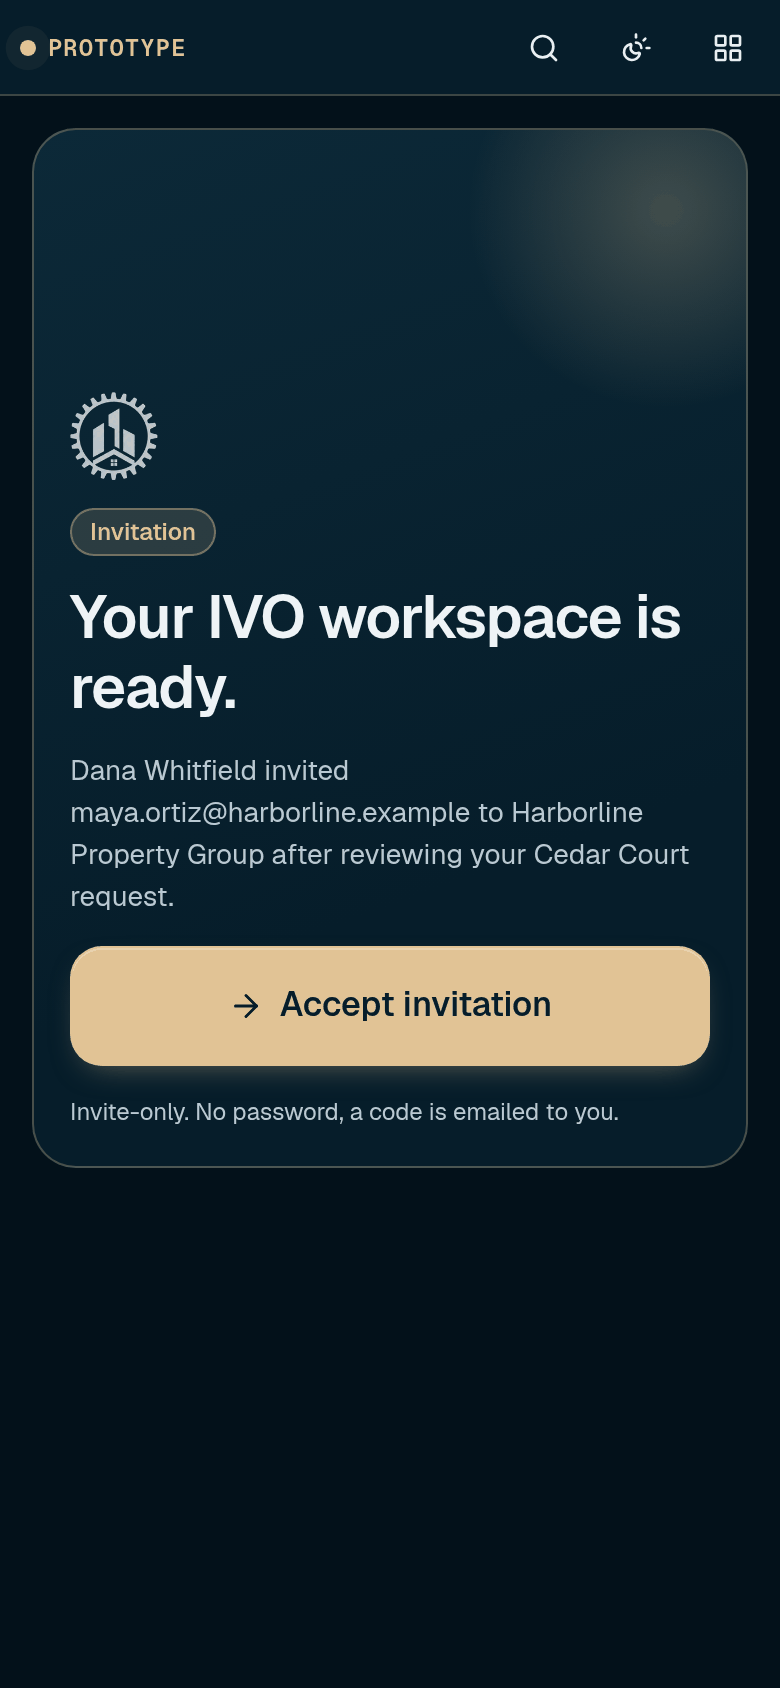 PROTOTYPE
Invitation
Your IVO workspace is
ready.
Dana Whitfield invited
maya.ortiz@harborline.example to Harborline
Property Group after reviewing your Cedar Court
request.
Accept invitation
Invite-only. No password, a code is emailed to you.